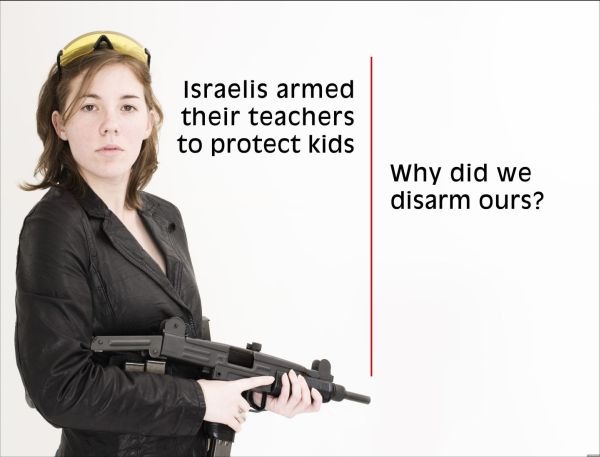 Israelis armed
their teachers
to protect kids
Why did we
disarm ours?